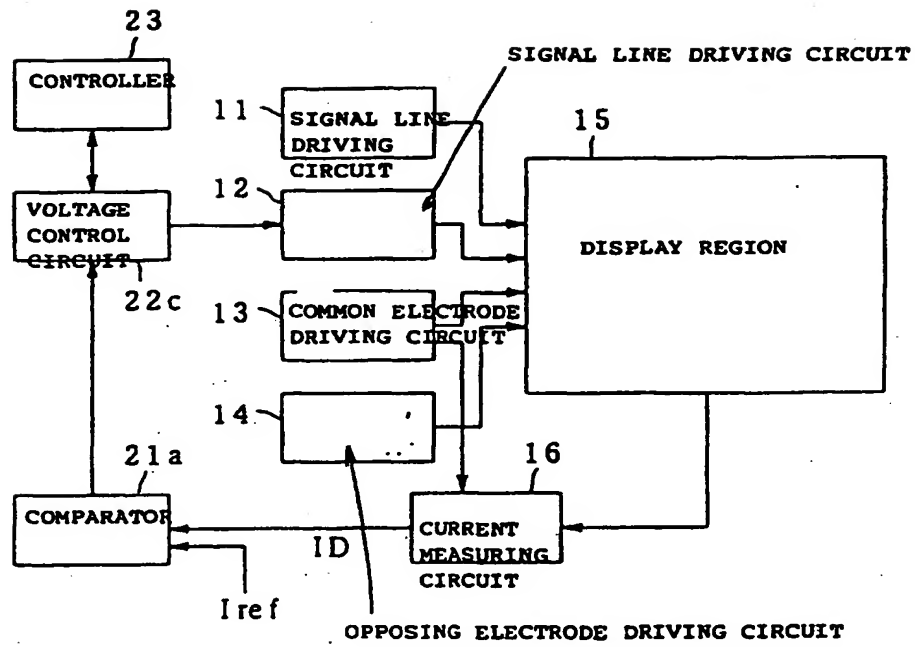 23
CONTROLLER
SIGNAL LINE DRIVING CIRCUIT
11
SIGNAL LINE
DRIVING
CIRCUIT
15
12
VOLTAGE
CONTROL
CIRCUIT
DISPLAY REGION
22c
13
COMMON ELECTRODE
DRIVING CIRCUIT
14
21a
16
COMPARATOR
ID
CURRENT
MEASURING
CIRCUIT
Iref
OPPOSING ELECTRODE DRIVING CIRCUIT